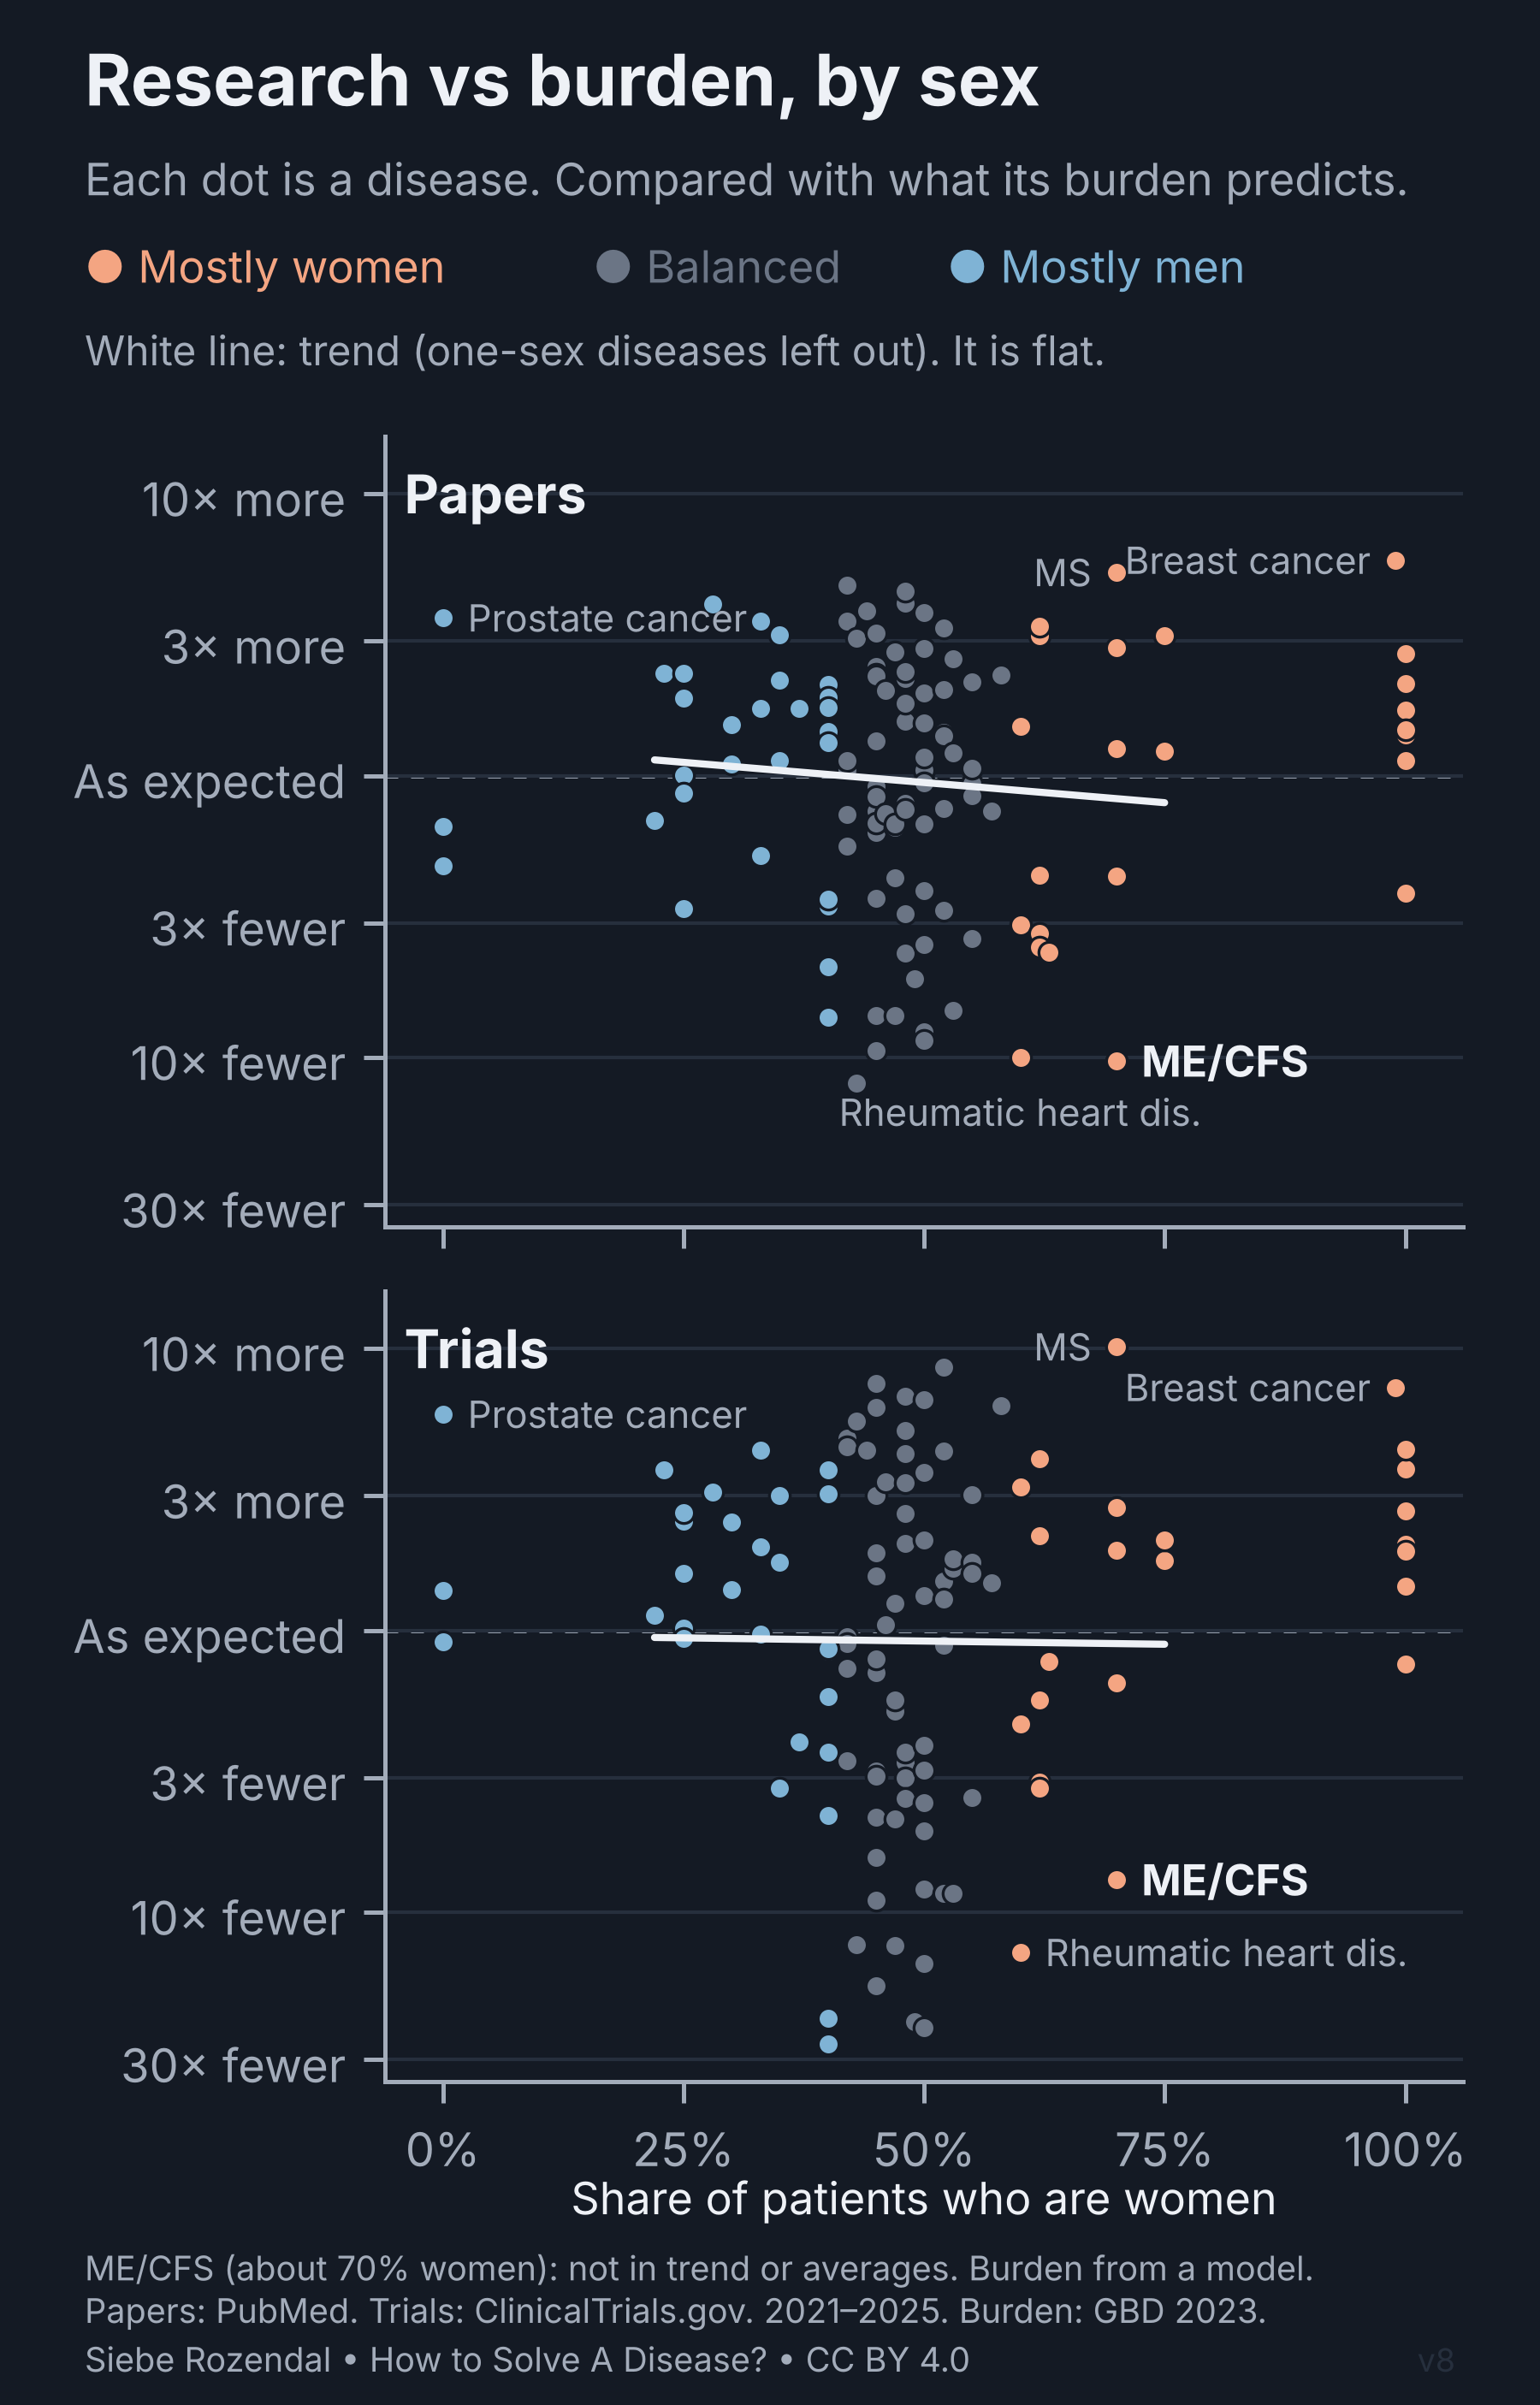 Research vs burden, by sex
Each dot is a disease. Compared with what its burden predicts.
Mostly women Balanced Mostly men
White line: trend (one-sex diseases left out). It is flat.
Papers
10× more
3× more
As expected
3× fewer
10× fewer
30× fewer
MS
Breast cancer
Prostate cancer
ME/CFS
Rheumatic heart dis.
Trials
10× more
3× more
As expected
3× fewer
10× fewer
30× fewer
MS
Breast cancer
Prostate cancer
ME/CFS
Rheumatic heart dis.
0% 25% 50% 75% 100%
Share of patients who are women
ME/CFS (about 70% women): not in trend or averages. Burden from a model.
Papers: PubMed. Trials: ClinicalTrials.gov. 2021–2025. Burden: GBD 2023.
Siebe Rozendal • How to Solve A Disease? • CC BY 4.0
v8